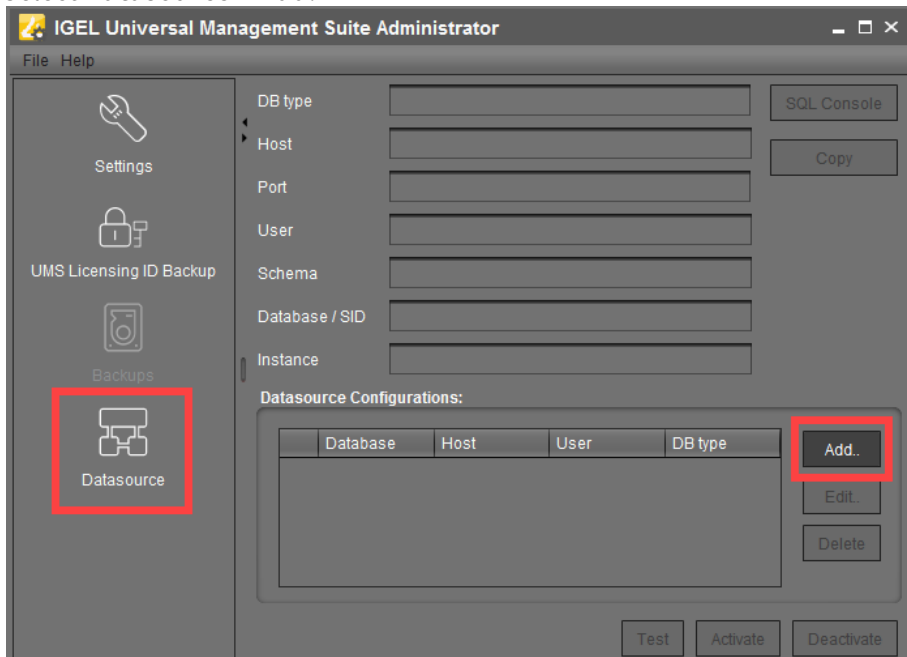 IGEL Universal Management Suite Administrator
File Help
Settings
UMS Licensing ID Backup
Backups
Datasource
DB type
SQL Console
Host
Copy
Port
User
Schema
Database / SID
Instance
Datasource Configurations:
Database Host User DB type
Add..
Edit..
Delete
Test Activate Deactivate